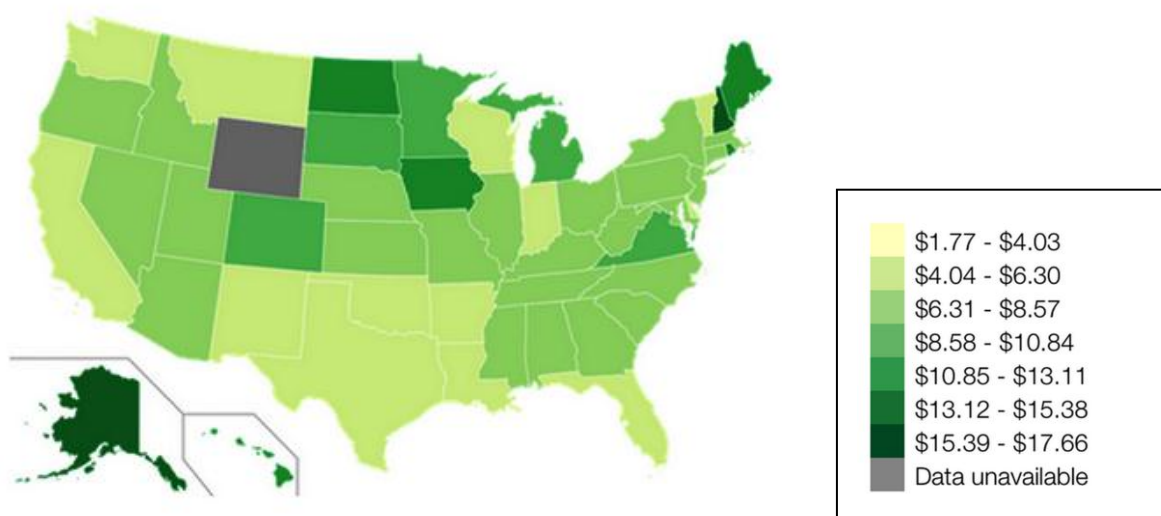 $1.77 - $4.03
$4.04 - $6.30
$6.31 - $8.57
$8.58 - $10.84
$10.85 - $13.11
$13.12 - $15.38
$15.39 - $17.66
Data unavailable